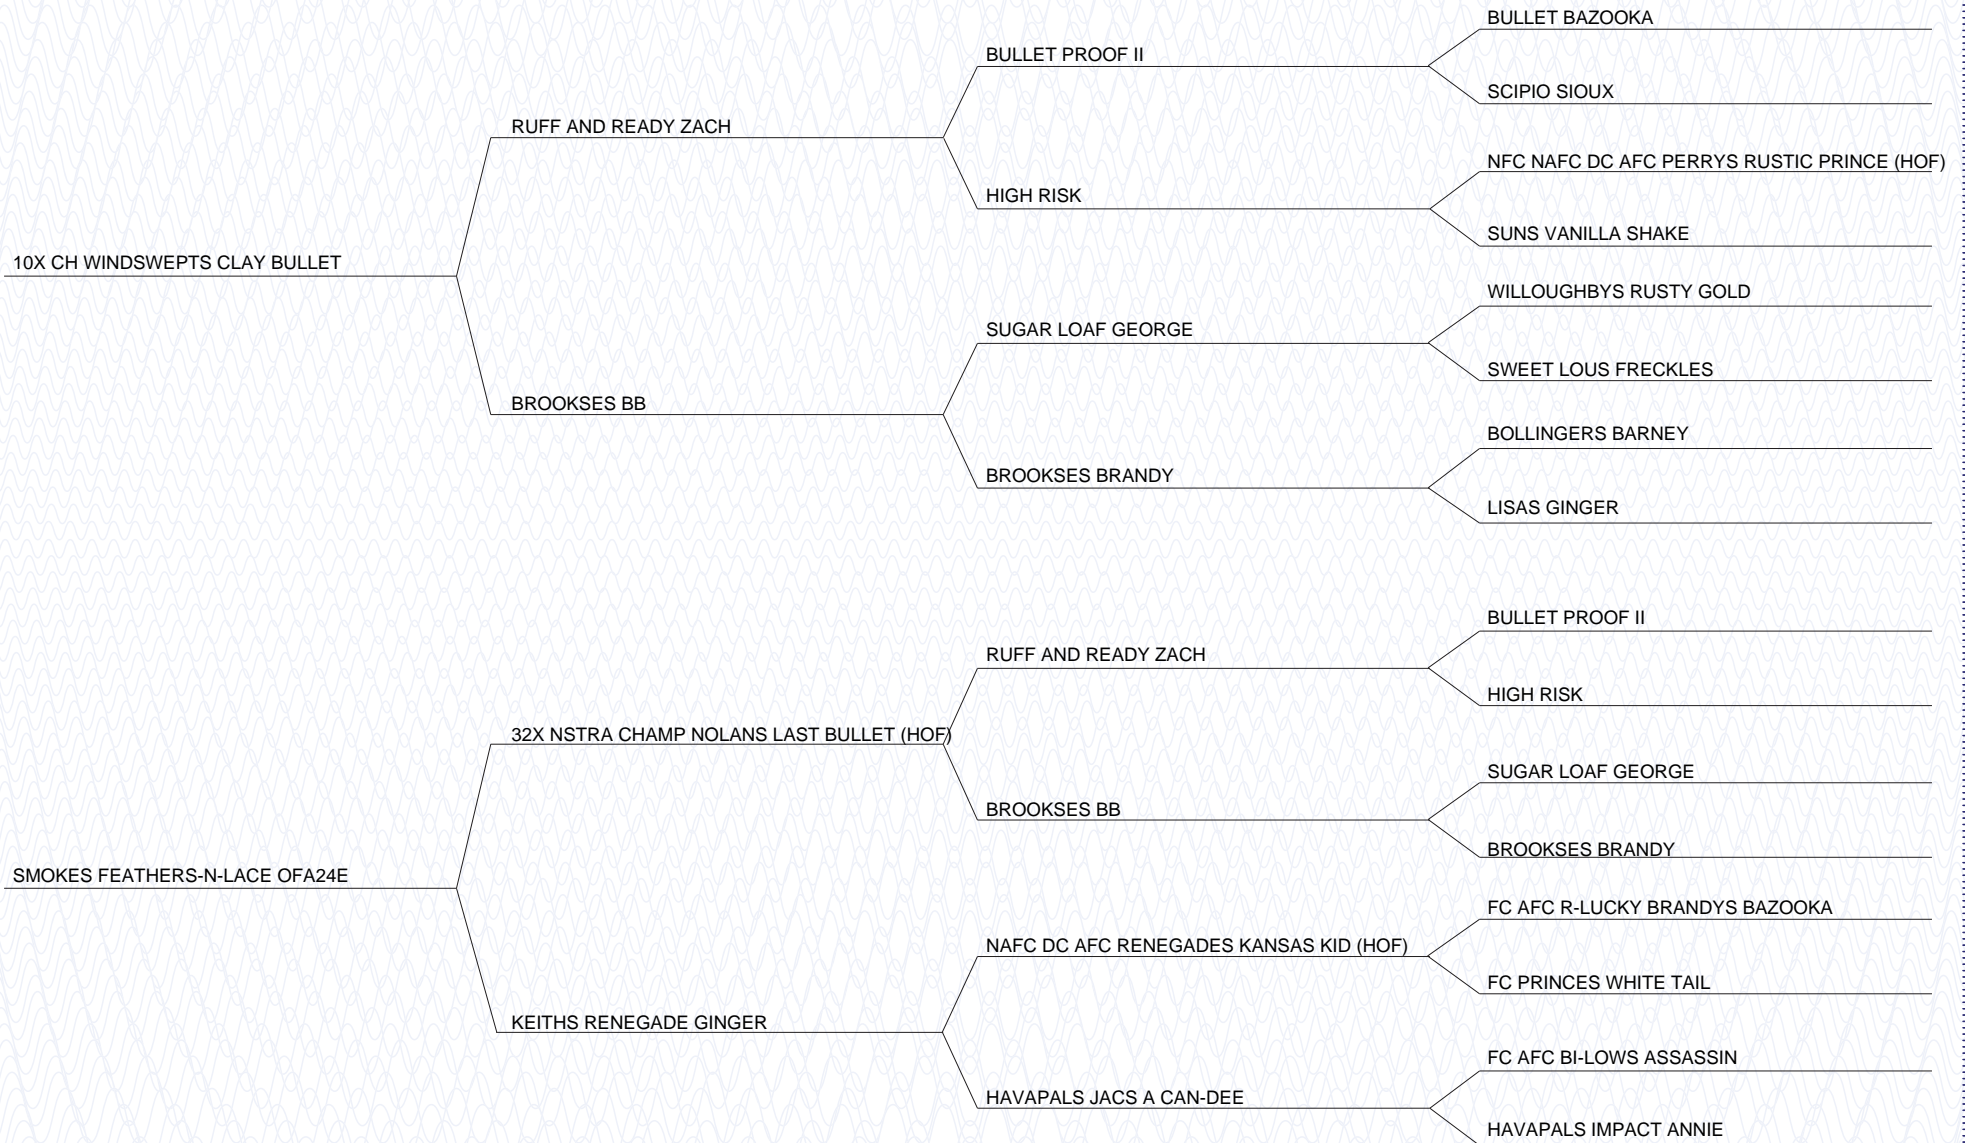 BULLET BAZOOKA
BULLET PROOF II
SCIPIO SIOUX
RUFF AND READY ZACH
NFC NAFC DC AFC PERRYS RUSTIC PRINCE (HOF)
HIGH RISK
SUNS VANILLA SHAKE
10X CH WINDSWEPTS CLAY BULLET
WILLOUGHBYS RUSTY GOLD
SUGAR LOAF GEORGE
SWEET LOUS FRECKLES
BROOKSES BB
BOLLINGERS BARNEY
BROOKSES BRANDY
LISAS GINGER
BULLET PROOF II
RUFF AND READY ZACH
HIGH RISK
32X NSTRA CHAMP NOLANS LAST BULLET (HOF)
SUGAR LOAF GEORGE
BROOKSES BB
BROOKSES BRANDY
SMOKES FEATHERS-N-LACE OFA24E
FC AFC R-LUCKY BRANDYS BAZOOKA
NAFC DC AFC RENEGADES KANSAS KID (HOF)
FC PRINCES WHITE TAIL
KEITHS RENEGADE GINGER
FC AFC BI-LOWS ASSASSIN
HAVAPALS JACS A CAN-DEE
HAVAPALS IMPACT ANNIE